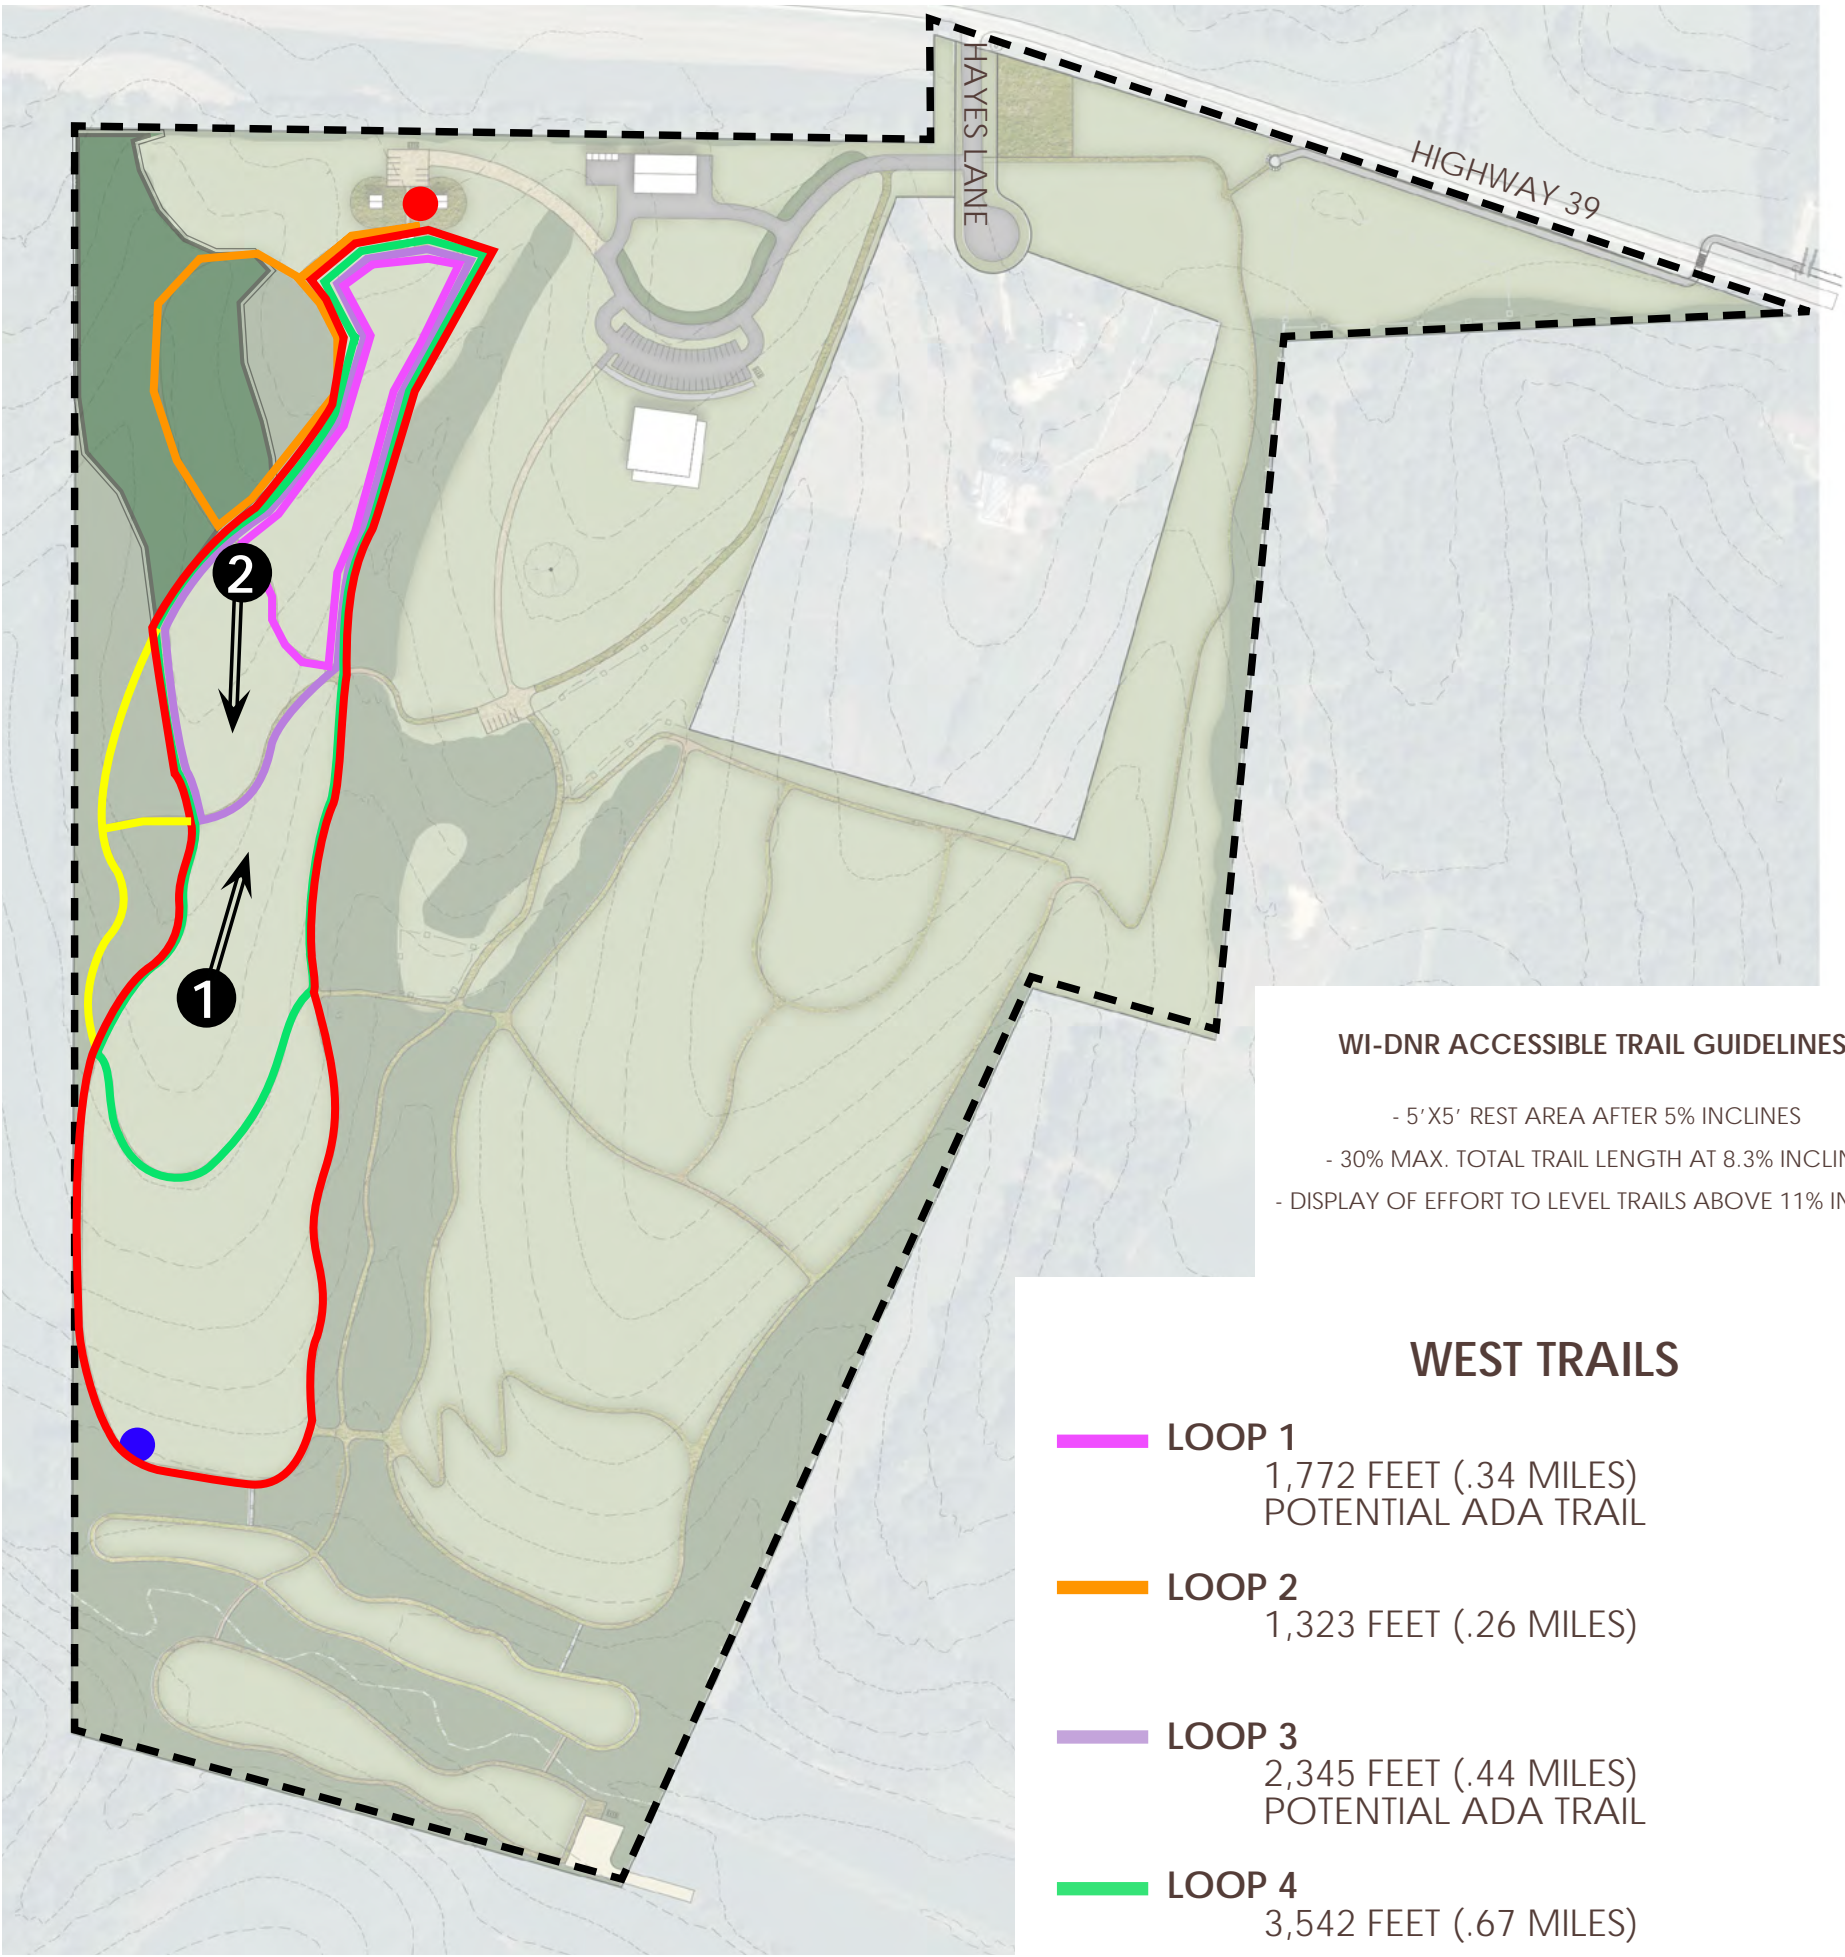 HAYES LANE
HIGHWAY 39
2
1
WI-DNR ACCESSIBLE TRAIL GUIDELINES
- 5'X5' REST AREA AFTER 5% INCLINES
- 30% MAX. TOTAL TRAIL LENGTH AT 8.3%
- DISPLAY OF EFFORT TO LEVEL TRAILS ABOVE 11%
WEST TRAILS
LOOP 1
1,772 FEET (.34 MILES)
POTENTIAL ADA TRAIL
LOOP 2
1,323 FEET (.26 MILES)
LOOP 3
2,345 FEET (.44 MILES)
POTENTIAL ADA TRAIL
LOOP 4
3,542 FEET (.67 MILES)